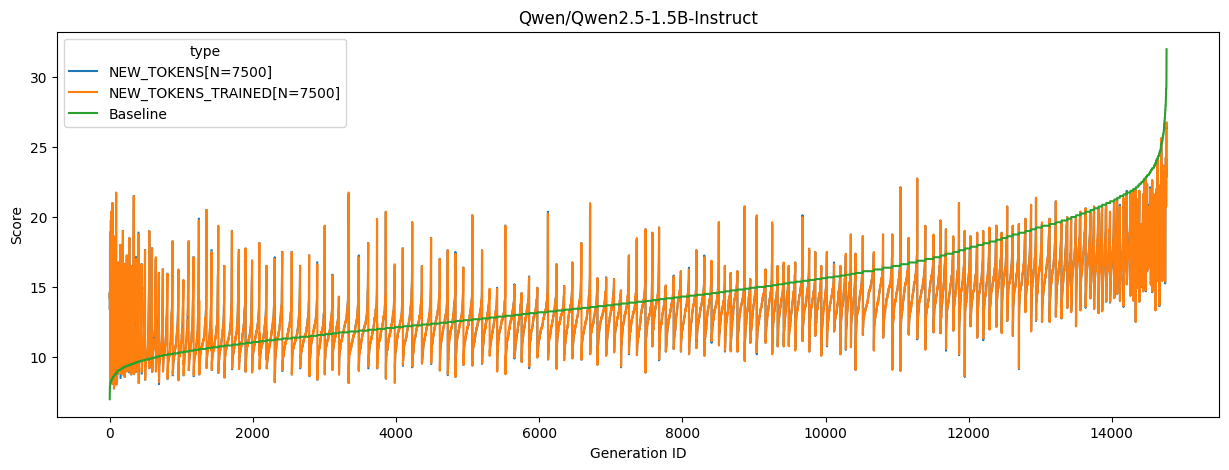 Qwen/Qwen2.5-1.5B-Instruct
type
NEW_TOKENS[N=7500]
NEW_TOKENS_TRAINED[N=7500]
Baseline
Score
30
25
20
15
10
0 2000 4000 6000 8000 10000 12000 14000
Generation ID